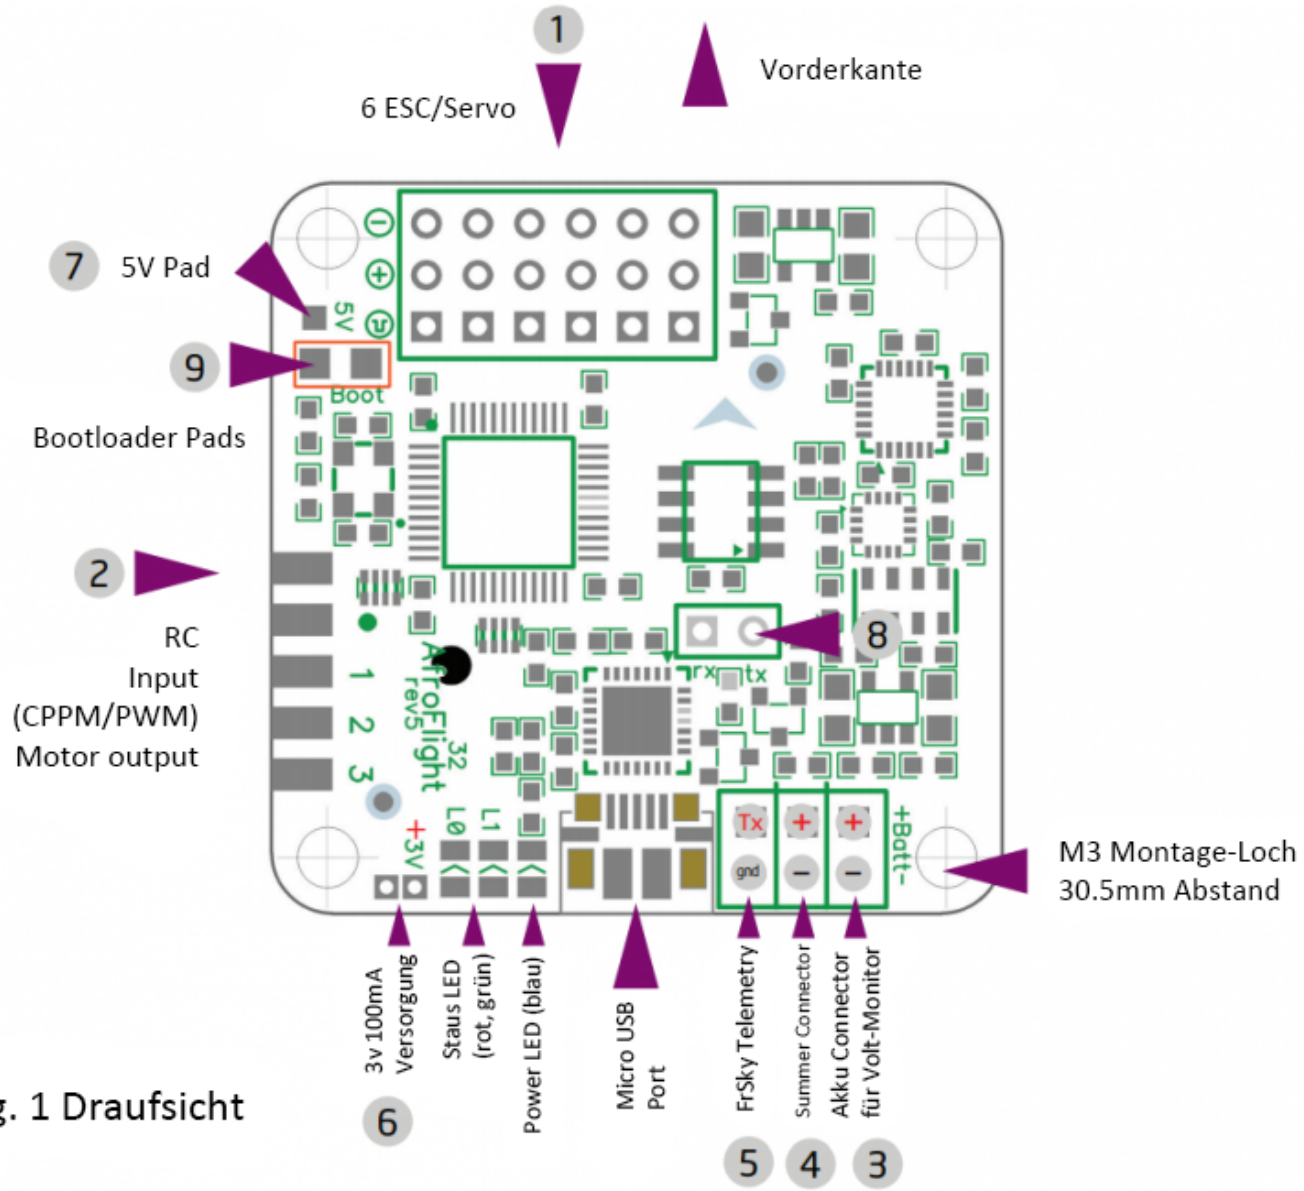 1
Vorderkante
6 ESC/Servo
7
5V Pad
5V
9
Boot
Bootloader Pads
2
RC
Input
(CPPM/PWM)
Motor output
8
rx
tx
1
2
3
AfroFlight
32
rev5
L0
L1
+3V
Tx
+
+
gnd
−
−
+Batt-
M3 Montage-Loch
30.5mm Abstand
3v 100mA
Versorgung
Staus LED
(rot, grün)
Power LED (blau)
Micro USB
Port
FrSky Telemetry
Summer Connector
Akku Connector
für Volt-Monitor
g. 1 Draufsicht
6
5
4
3